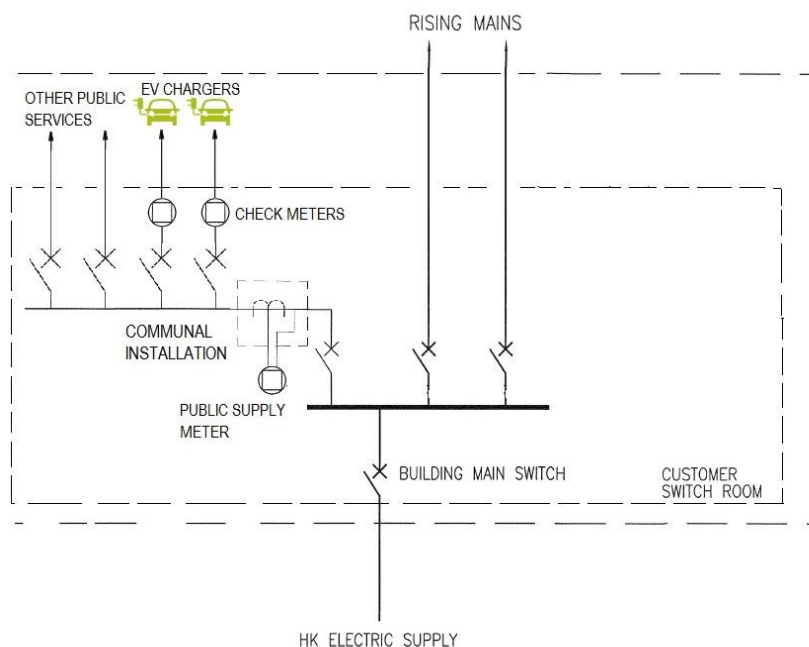 RISING MAINS
EV CHARGERS
OTHER PUBLIC
SERVICES
CHECK METERS
COMMUNAL
INSTALLATION
PUBLIC SUPPLY
METER
BUILDING MAIN SWITCH
CUSTOMER
SWITCH ROOM
HK ELECTRIC SUPPLY